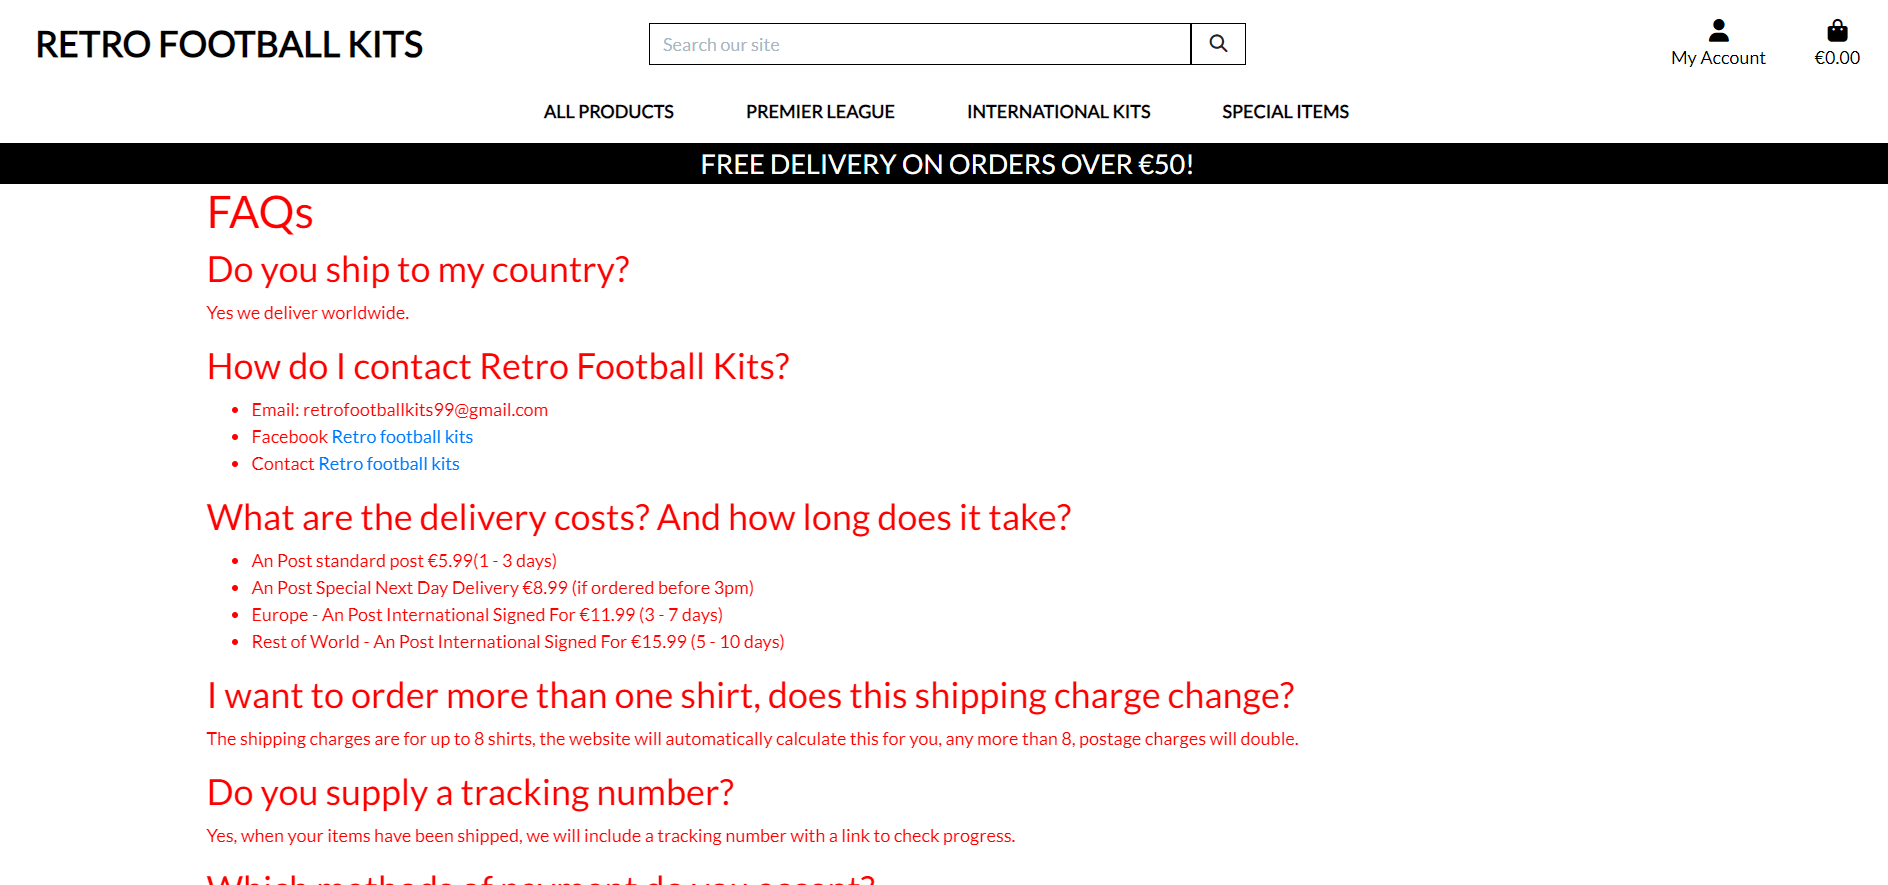 RETRO FOOTBALL KITS
Search our site
My Account
€0.00
ALL PRODUCTS
PREMIER LEAGUE
INTERNATIONAL KITS
SPECIAL ITEMS
FREE DELIVERY ON ORDERS OVER €50!
FAQs
Do you ship to my country?
Yes we deliver worldwide.
How do I contact Retro Football Kits?
Email: retrofootballkits99@gmail.com
Facebook Retro football kits
Contact Retro football kits
What are the delivery costs? And how long does it take?
An Post standard post €5.99(1 - 3 days)
An Post Special Next Day Delivery €8.99 (if ordered before 3pm)
Europe - An Post International Signed For €11.99 (3 - 7 days)
Rest of World - An Post International Signed For €15.99 (5 - 10 days)
I want to order more than one shirt, does this shipping charge change?
The shipping charges are for up to 8 shirts, the website will automatically calculate this for you, any more than 8, postage charges will double.
Do you supply a tracking number?
Yes, when your items have been shipped, we will include a tracking number with a link to check progress.
Which methods of payment do you accept?